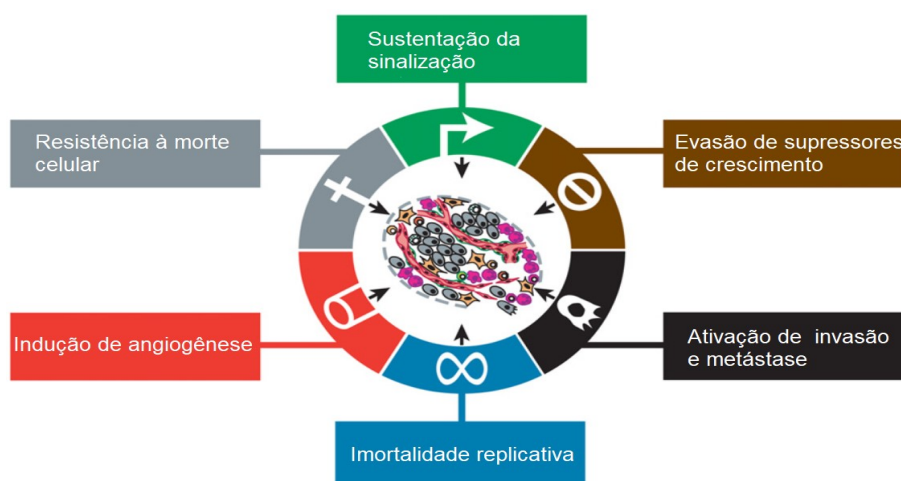 Sustentação da
sinalização
Resistência à morte
celular
Evasão de supressores
de crescimento
Indução de angiogênese
Ativação de invasão
e metástase
Imortalidade replicativa